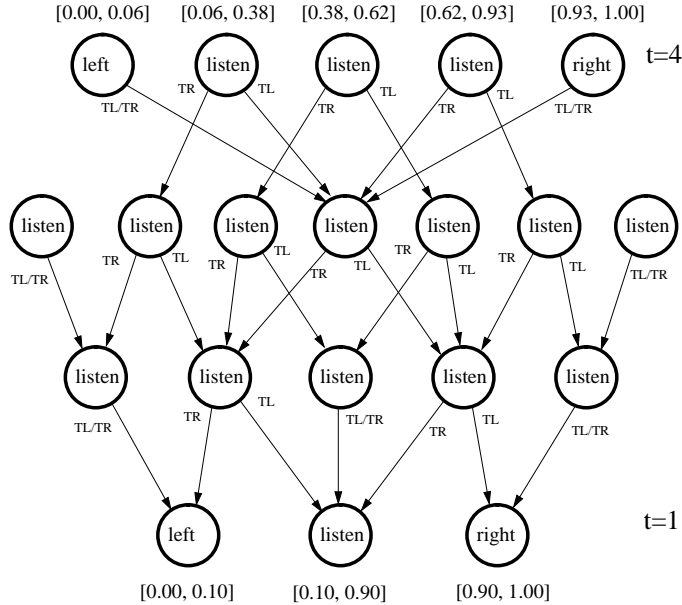 [0.00, 0.06] [0.06, 0.38] [0.38, 0.62] [0.62, 0.93] [0.93, 1.00]
left listen listen listen right t=4
TL/TR TR TL TR TL TR TL TL/TR
listen listen listen listen listen listen listen
TL/TR TR TL TR TL TR TL TR TL TR TL TL/TR
listen listen listen listen listen
TL/TR TR TL TL/TR TR TL TL/TR
left listen right t=1
[0.00, 0.10] [0.10, 0.90] [0.90, 1.00]